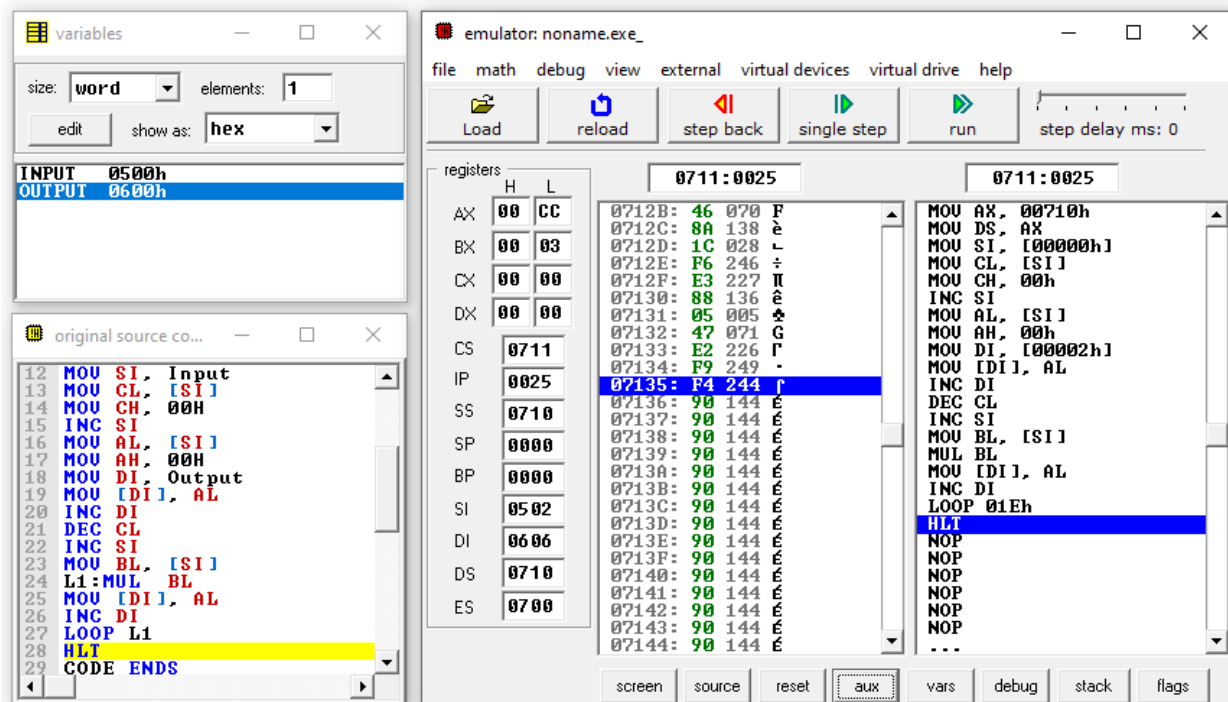 variables
size: word elements: 1
edit show as: hex
INPUT 0500h
OUTPUT 0600h
original source co...
12 MOV SI, Input
13 MOV CL, [SI]
14 MOV CH, 00H
15 INC SI
16 MOV AL, [SI]
17 MOV AH, 00H
18 MOV DI, Output
19 MOV [DI], AL
20 INC DI
21 DEC CL
22 INC SI
23 MOV BL, [SI]
24 L1:MUL BL
25 MOV [DI], AL
26 INC DI
27 LOOP L1
28 HLT
29 CODE ENDS
emulator: noname.exe_
file math debug view external virtual devices virtual drive help
Load reload step back single step run step delay ms: 0
registers
H L
AX 00 CC
BX 00 03
CX 00 00
DX 00 00
CS 0711
IP 0025
SS 0710
SP 0000
BP 0000
SI 0502
DI 0606
DS 0710
ES 0700
0711:0025
0712B: 46 070 F
0712C: 8A 138 è
0712D: 1C 028 ∟
0712E: F6 246 ÷
0712F: E3 227 π
07130: 88 136 ê
07131: 05 005 ♣
07132: 47 071 G
07133: E2 226 Γ
07134: F9 249 ·
07135: F4 244 ⌠
07136: 90 144 É
07137: 90 144 É
07138: 90 144 É
07139: 90 144 É
0713A: 90 144 É
0713B: 90 144 É
0713C: 90 144 É
0713D: 90 144 É
0713E: 90 144 É
0713F: 90 144 É
07140: 90 144 É
07141: 90 144 É
07142: 90 144 É
07143: 90 144 É
07144: 90 144 É
0711:0025
MOV AX, 00710h
MOV DS, AX
MOV SI, [00000h]
MOV CL, [SI]
MOV CH, 00h
INC SI
MOV AL, [SI]
MOV AH, 00h
MOV DI, [00002h]
MOV [DI], AL
INC DI
DEC CL
INC SI
MOV BL, [SI]
MUL BL
MOV [DI], AL
INC DI
LOOP 01Eh
HLT
NOP
NOP
NOP
NOP
NOP
NOP
...
screen source reset aux vars debug stack flags